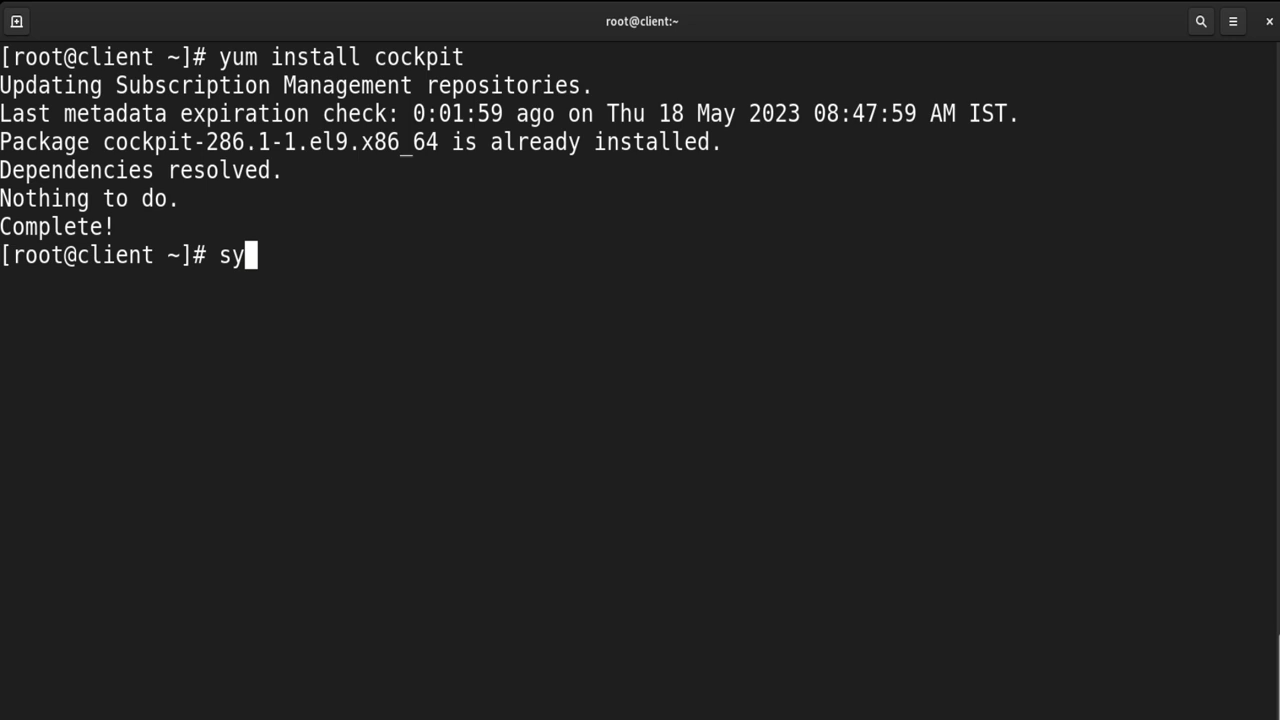 root@client:~
[root@client ~]# yum install cockpit
Updating Subscription Management repositories.
Last metadata expiration check: 0:01:59 ago on Thu 18 May 2023 08:47:59 AM IST.
Package cockpit-286.1-1.el9.x86_64 is already installed.
Dependencies resolved.
Nothing to do.
Complete!
[root@client ~]# sy